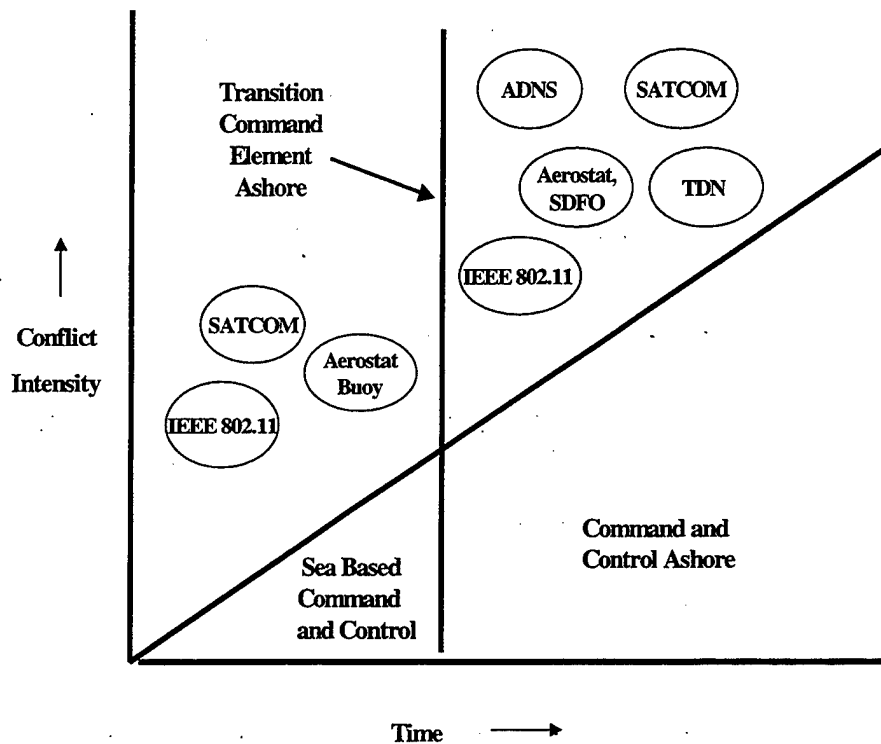 Transition
Command
Element
Ashore
ADNS
SATCOM
Aerostat,
SDFO
TDN
IEEE 802.11
SATCOM
Aerostat
Buoy
IEEE 802.11
Conflict
Intensity
Sea Based
Command
and Control
Command and
Control Ashore
Time